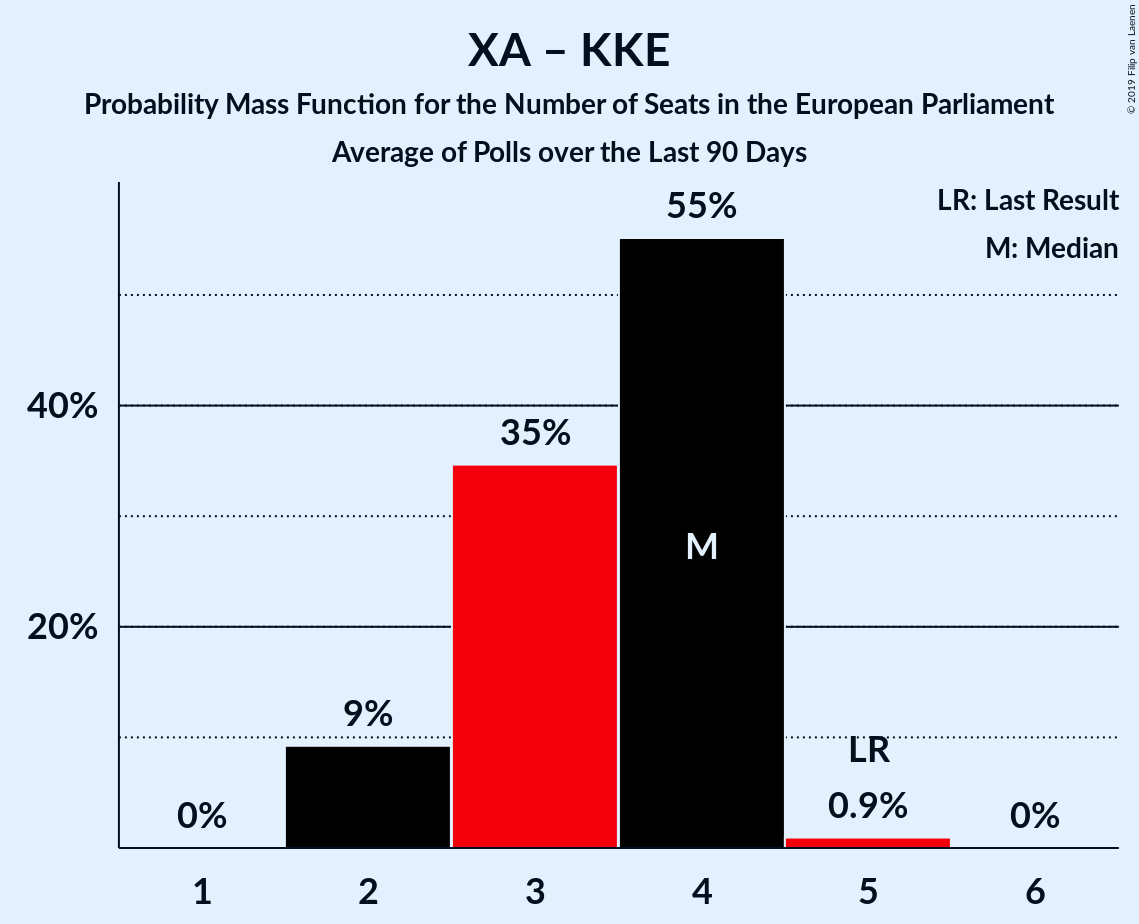 XA – KKE
Probability Mass Function for the Number of Seats in the European Parliament
Average of Polls over the Last 90 Days
© 2019 Filip van Laenen
LR: Last Result
M: Median
55%
40%
35%
M
20%
9%
LR
0%
0.9%
0%
1 2 3 4 5 6